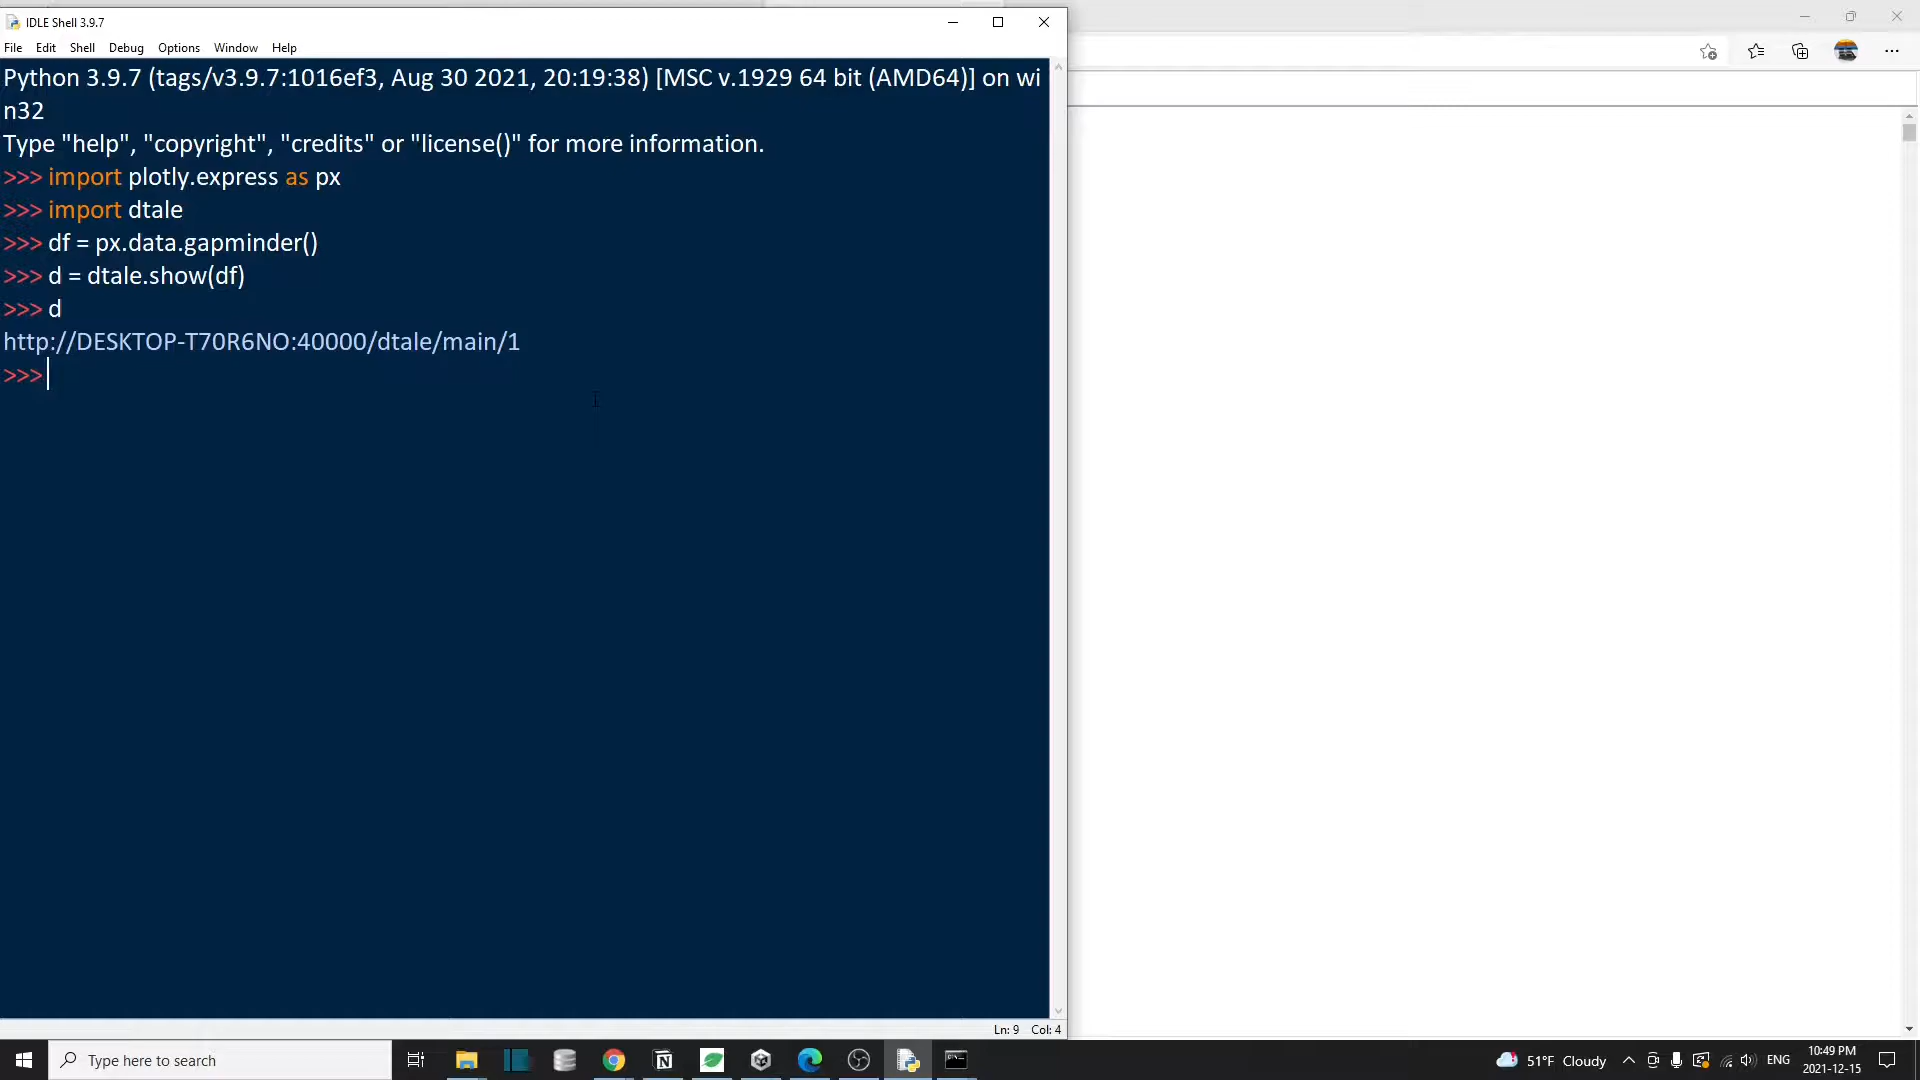 IDLE Shell 3.9.7
File Edit Shell Debug Options Window Help
Python 3.9.7 (tags/v3.9.7:1016ef3, Aug 30 2021, 20:19:38) [MSC v.1929 64 bit (AMD64)] on wi
n32
Type "help", "copyright", "credits" or "license()" for more information.
>>> import plotly.express as px
>>> import dtale
>>> df = px.data.gapminder()
>>> d = dtale.show(df)
>>> d
http://DESKTOP-T70R6NO:40000/dtale/main/1
>>>
Ln: 9 Col: 4
Type here to search
51°F Cloudy
ENG
10:49 PM
2021-12-15